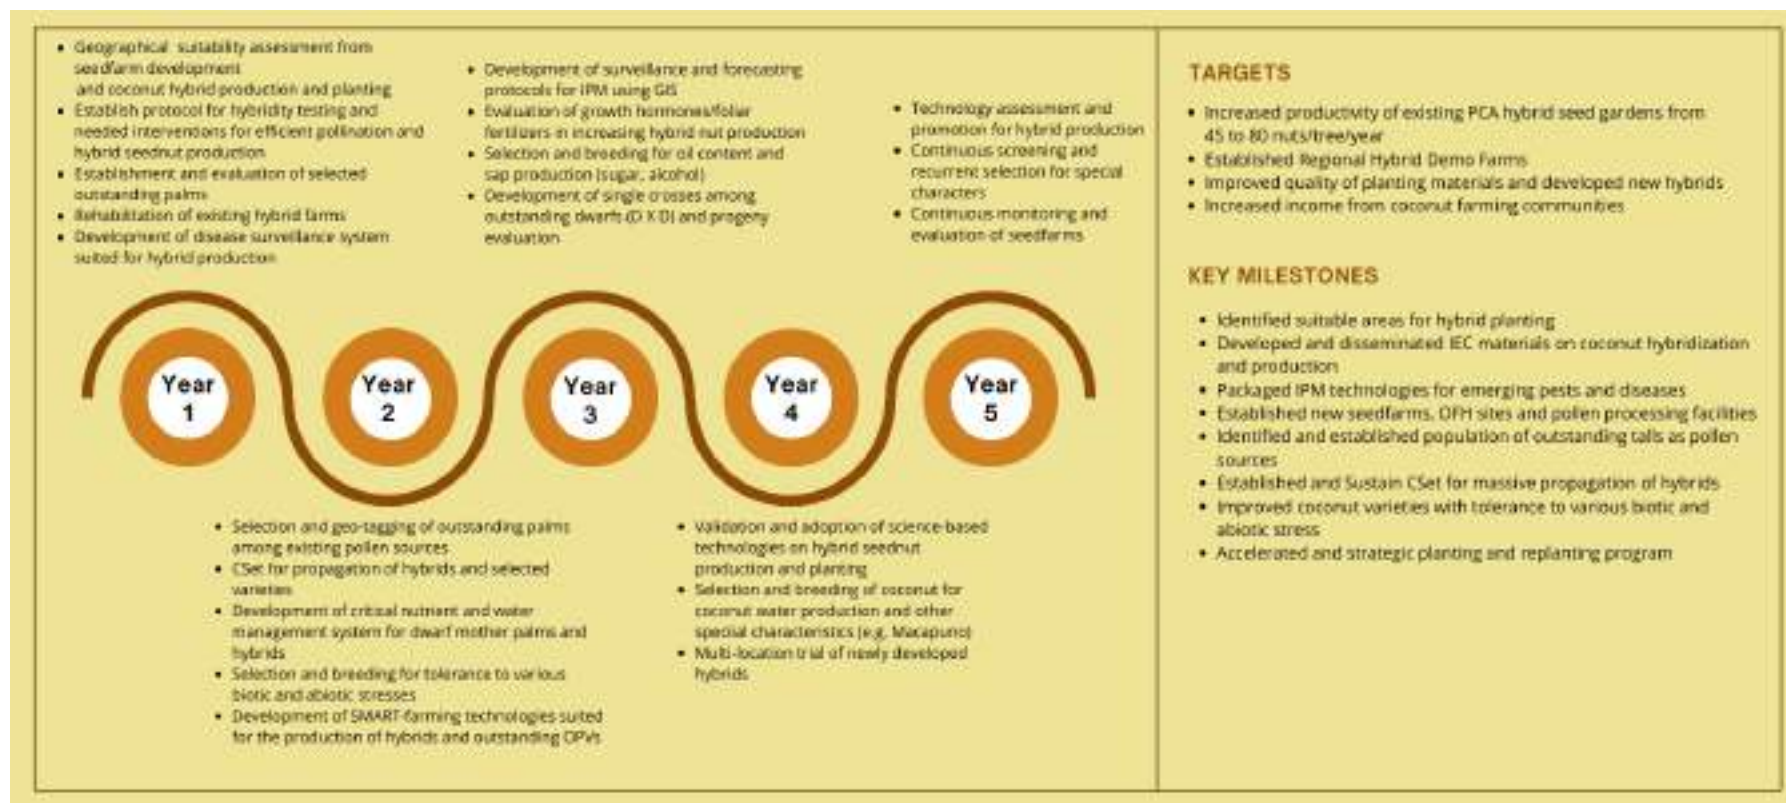 • Geographical suitability assessment from
seedfarm development
and coconut hybrid production and planting
• Establish protocol for hybridity testing and
needed interventions for efficient pollination and
hybrid seednut production
• Establishment and evaluation of selected
outstanding palms
• Rehabilitation of existing hybrid farms
• Development of disease surveillance system
suited for hybrid production
• Development of surveillance and forecasting
protocols for IPM using GIS
• Evaluation of growth hormones/foliar
fertilizers in increasing hybrid nut production
• Selection and breeding for oil content and
sap production (sugar, alcohol)
• Development of single crosses among
outstanding dwarfs (D X D) and progeny
evaluation
• Technology assessment and
promotion for hybrid production
• Continuous screening and
recurrent selection for special
characters
• Continuous monitoring and
evaluation of seedfarms
Year
1
Year
2
Year
3
Year
4
Year
5
• Selection and geo-tagging of outstanding palms
among existing pollen sources
• CSet for propagation of hybrids and selected
varieties
• Development of critical nutrient and water
management system for dwarf mother palms and
hybrids
• Selection and breeding for tolerance to various
biotic and abiotic stresses
• Development of SMART-farming technologies suited
for the production of hybrids and outstanding OPVs
• Validation and adoption of science-based
technologies on hybrid seednut
production and planting
• Selection and breeding of coconut for
coconut water production and other
special characteristics (e.g. Macapuno)
• Multi-location trial of newly developed
hybrids
TARGETS
• Increased productivity of existing PCA hybrid seed gardens from
45 to 80 nuts/tree/year
• Established Regional Hybrid Demo Farms
• Improved quality of planting materials and developed new hybrids
• Increased income from coconut farming communities
KEY MILESTONES
• Identified suitable areas for hybrid planting
• Developed and disseminated IEC materials on coconut hybridization
and production
• Packaged IPM technologies for emerging pests and diseases
• Established new seedfarms, OFH sites and pollen processing facilities
• Identified and established population of outstanding talls as pollen
sources
• Established and Sustain CSet for massive propagation of hybrids
• Improved coconut varieties with tolerance to various biotic and
abiotic stress
• Accelerated and strategic planting and replanting program